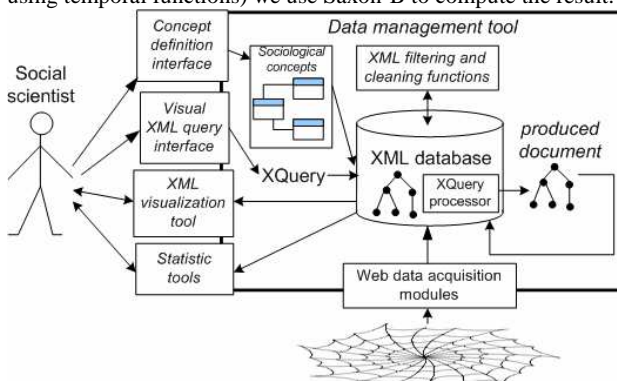 using temporal functions) we use Saxon-B to compute the result.
Data management tool
Concept
definition
interface
Sociological
concepts
XML filtering and
cleaning functions
Social
scientist
Visual
XML query
interface
XQuery
XML database
XQuery
processor
produced
document
XML
visualization
tool
Statistic
tools
Web data acquisition
modules